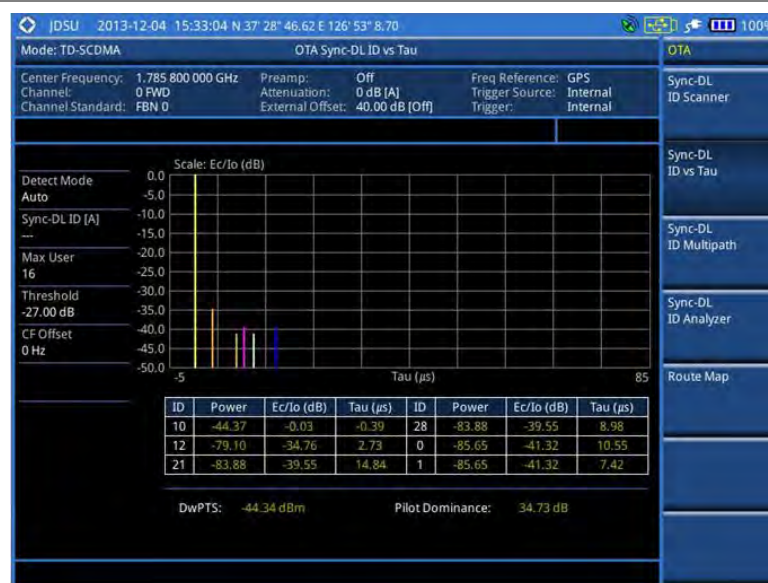 JDSU 2013-12-04 15:33:04 N 37° 28" 46.62 E 126° 53" 8.70 100%
Mode: TD-SCDMA OTA Sync-DL ID vs Tau OTA
Center Frequency: 1.785 800 000 GHz Preamp: Off Freq Reference: GPS
Channel: 0 FWD Attenuation: 0 dB [A] Trigger Source: Internal
Channel Standard: FBN 0 External Offset: 40.00 dB [Off] Trigger: Internal
Sync-DL
ID Scanner
Sync-DL
ID vs Tau
Sync-DL
ID Multipath
Sync-DL
ID Analyzer
Route Map
Detect Mode
Auto
Sync-DL ID [A]
---
Max User
16
Threshold
-27.00 dB
CF Offset
0 Hz
Scale: Ec/Io (dB)
0.0
-5.0
-10.0
-15.0
-20.0
-25.0
-30.0
-35.0
-40.0
-45.0
-50.0
-5 Tau (μs) 85
ID Power Ec/Io (dB) Tau (μs) ID Power Ec/Io (dB) Tau (μs)
10 -44.37 -0.03 -0.39 28 -83.88 -39.55 8.98
12 -79.10 -34.76 2.73 0 -85.65 -41.32 10.55
21 -83.88 -39.55 14.84 1 -85.65 -41.32 7.42
DwPTS: -44.34 dBm Pilot Dominance: 34.73 dB